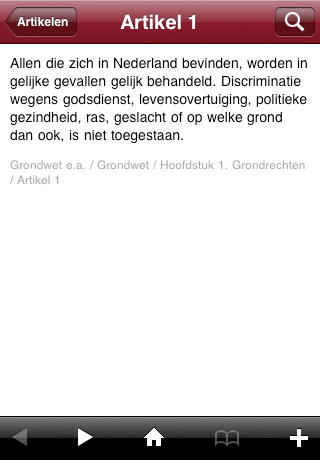 Artikelen
Artikel 1
Allen die zich in Nederland bevinden, worden in
gelijke gevallen gelijk behandeld. Discriminatie
wegens godsdienst, levensovertuiging, politieke
gezindheid, ras, geslacht of op welke grond
dan ook, is niet toegestaan.
Grondwet e.a. / Grondwet / Hoofdstuk 1. Grondrechten
/ Artikel 1